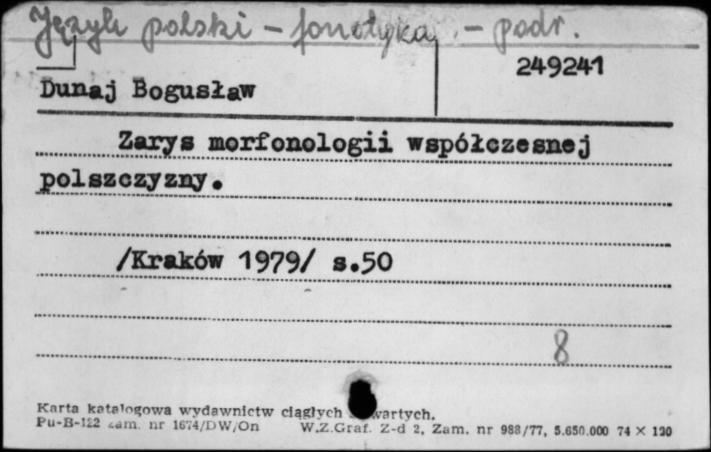 Język polski – fonetyka – podr.
249241
Dunaj Bogusław
Zarys morfonologii współczesnej
polszczyzny.
/Kraków 1979/ s.50
8
Karta katalogowa wydawnictw ciągłych wartych.
Pu-B-122 zam. nr 1674/DW/On W.Z.Graf. Z-d 2, Zam. nr 988/77, 5.650.000 74 × 120